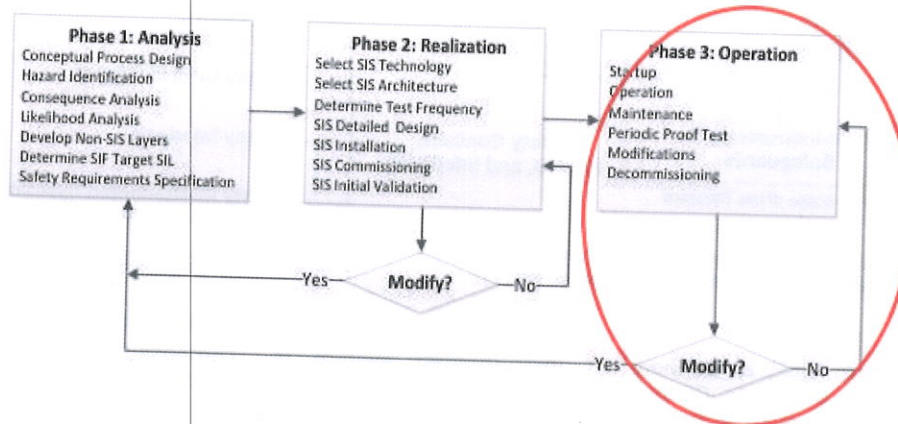 Phase 1: Analysis
Conceptual Process Design
Hazard Identification
Consequence Analysis
Likelihood Analysis
Develop Non-SIS Layers
Determine SIF Target SIL
Safety Requirements Specification
Phase 2: Realization
Select SIS Technology
Select SIS Architecture
Determine Test Frequency
SIS Detailed Design
SIS Installation
SIS Commissioning
SIS Initial Validation
Phase 3: Operation
Startup
Operation
Maintenance
Periodic Proof Test
Modifications
Decommissioning
Yes
Modify?
No
Yes
Modify?
No